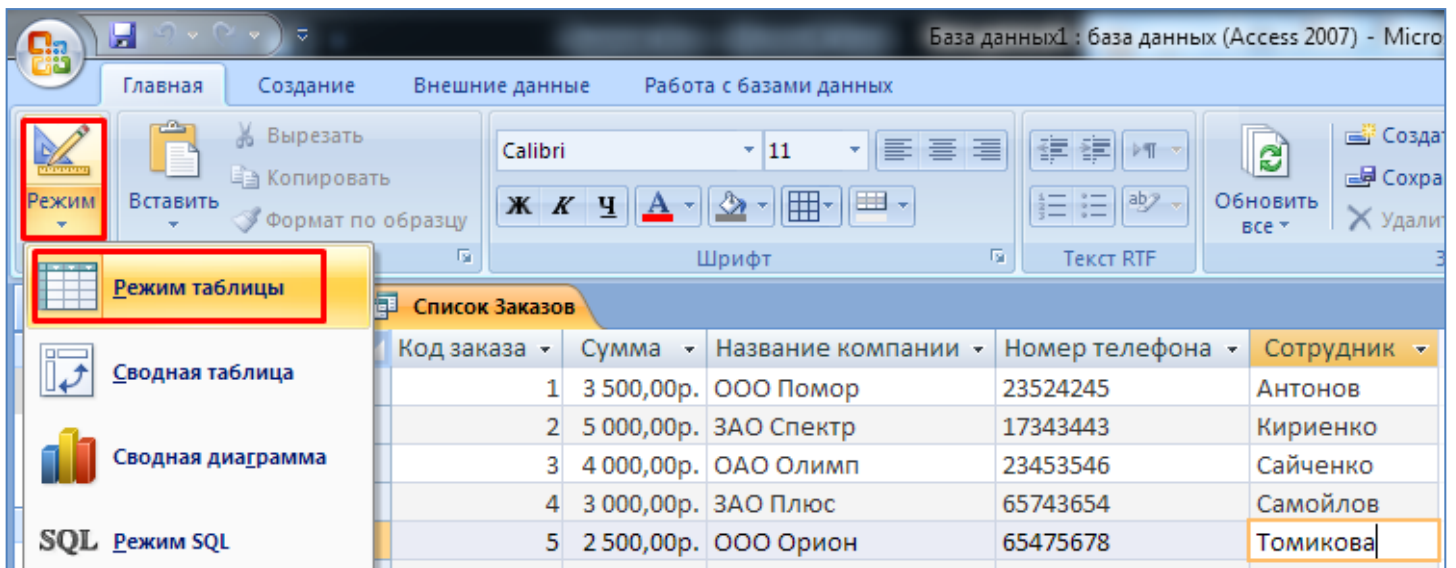 База данных1 : база данных (Access 2007) - Micro
Главная Создание Внешние данные Работа с базами данных
Режим
Вставить
Вырезать
Копировать
Формат по образцу
Calibri 11
Ж К Ч А
Шрифт
ab
Текст RTF
Обновить
все
Созда
Сохра
Удали
З
Режим таблицы
Сводная таблица
Сводная диаграмма
SQL Режим SQL
Список Заказов
Код заказа Сумма Название компании Номер телефона Сотрудник
1 3 500,00р. ООО Помор 23524245 Антонов
2 5 000,00р. ЗАО Спектр 17343443 Кириенко
3 4 000,00р. ОАО Олимп 23453546 Сайченко
4 3 000,00р. ЗАО Плюс 65743654 Самойлов
5 2 500,00р. ООО Орион 65475678 Томикова